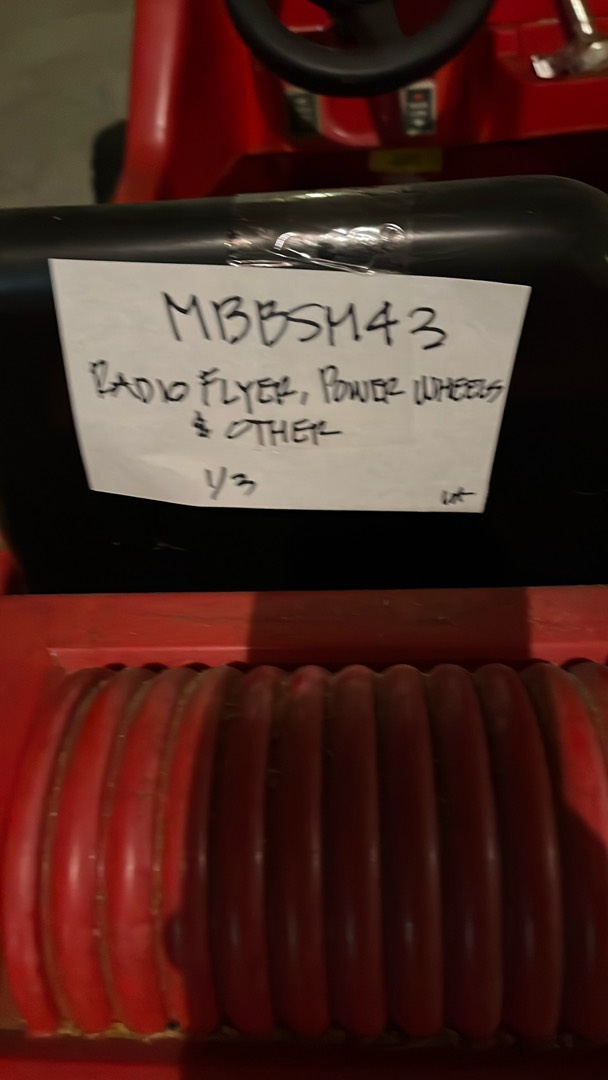 MBBSM43
RADIO FLYER, POWER WHEELS
& OTHER
1/3